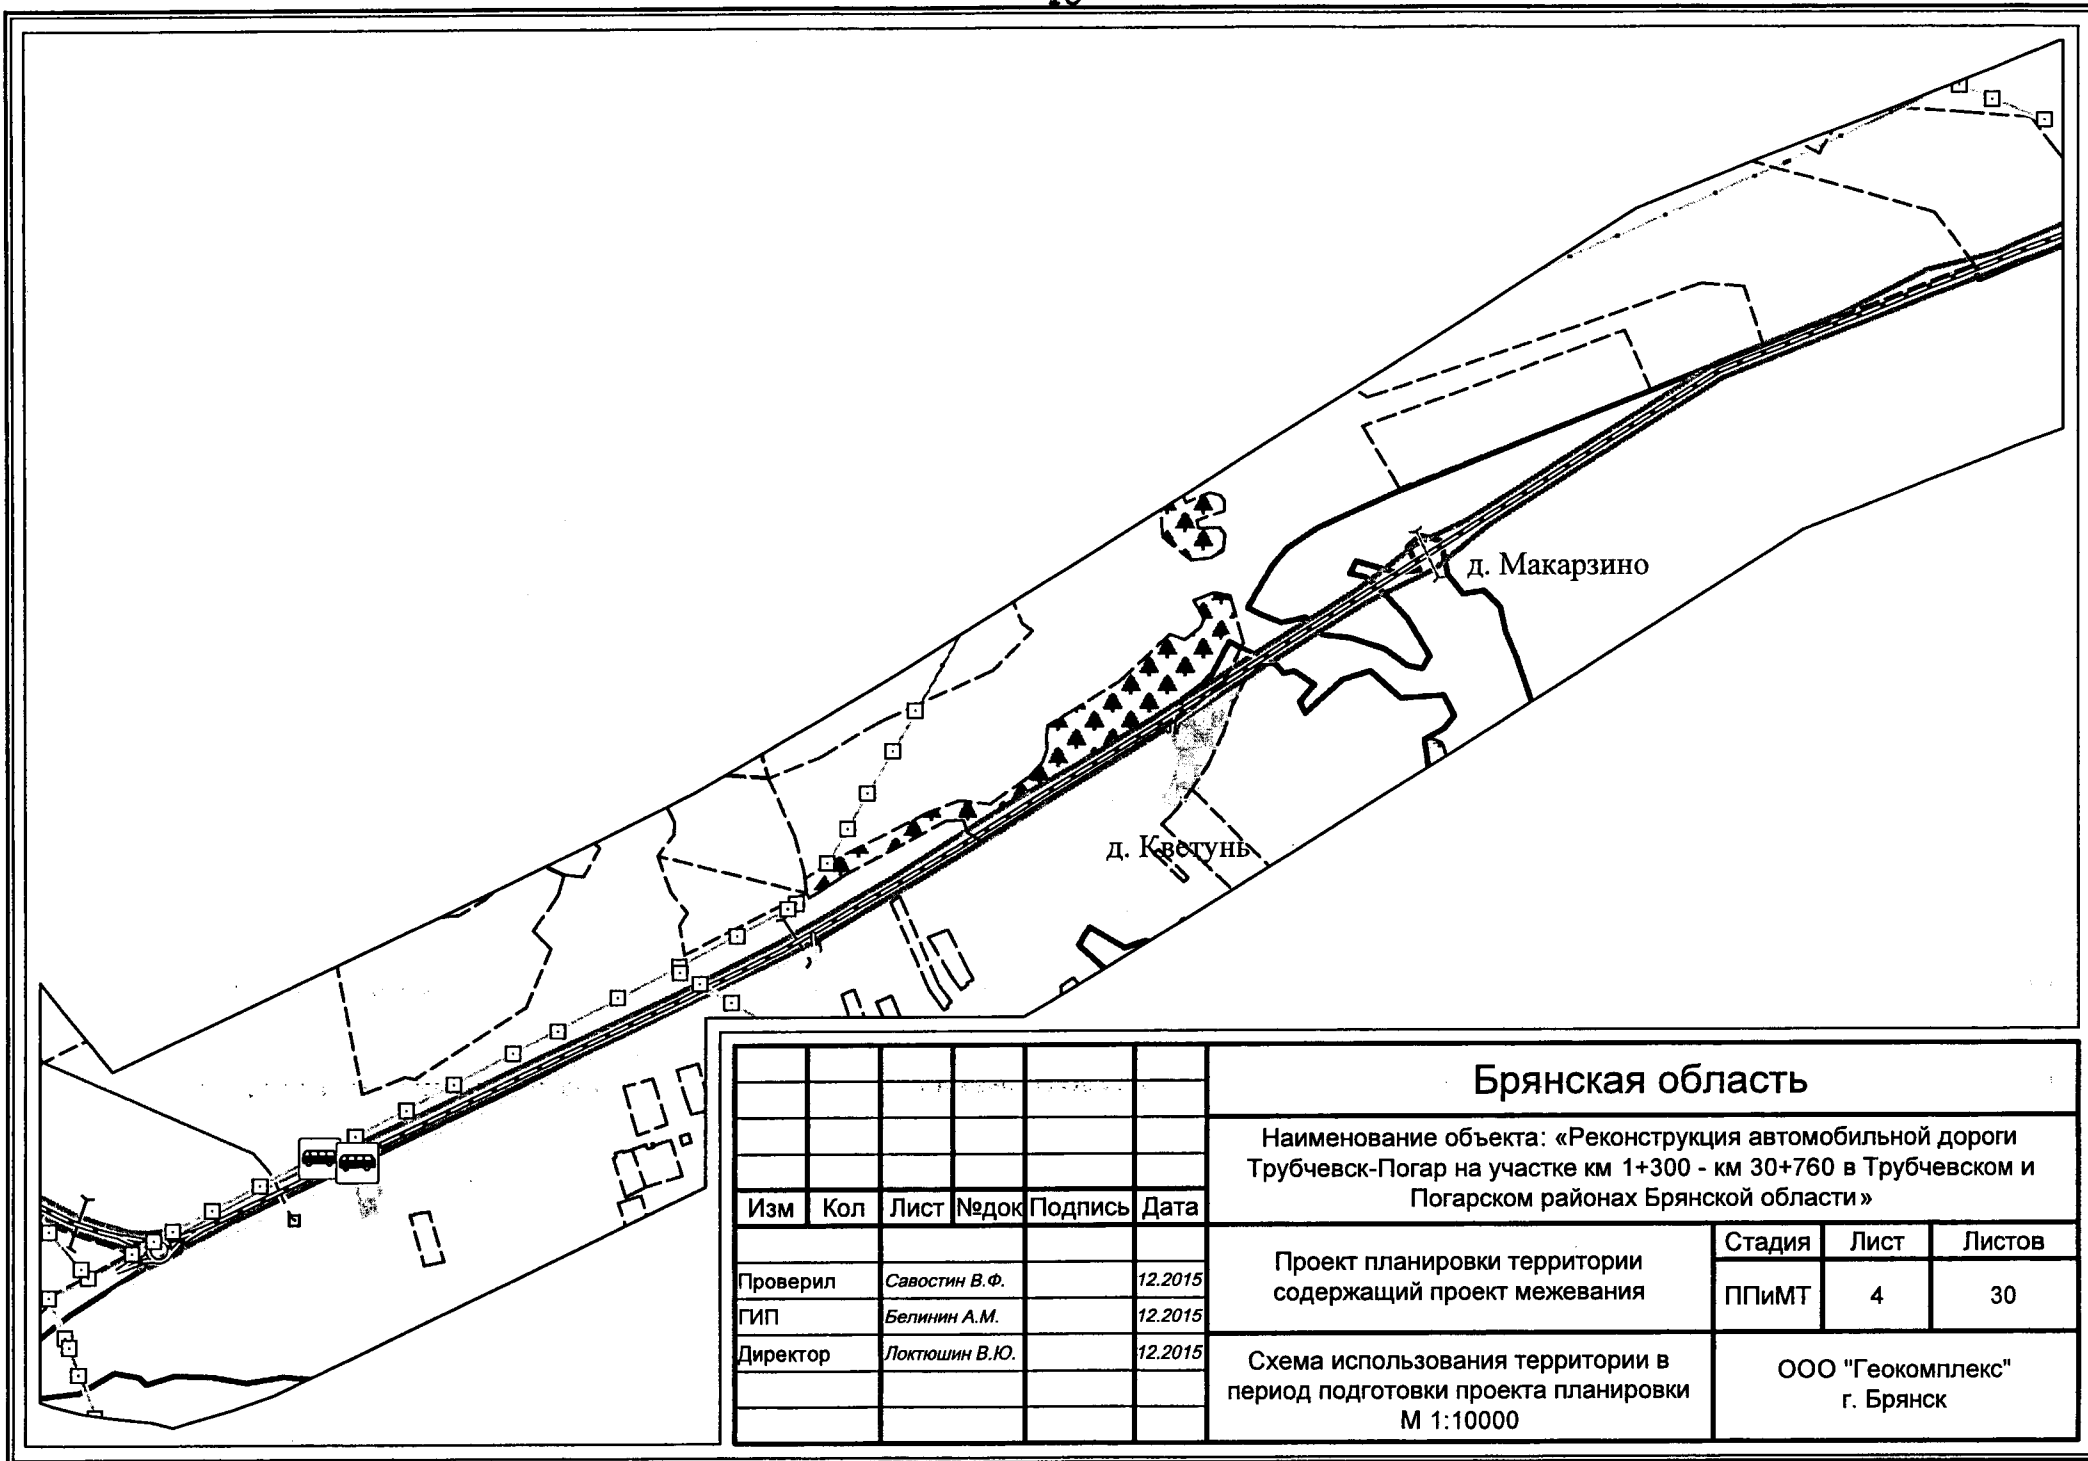 д. Макарзино
д. Кветунь
Брянская область
Наименование объекта: «Реконструкция автомобильной дороги
Трубчевск-Погар на участке км 1+300 - км 30+760 в Трубчевском и
Погарском районах Брянской области»
Изм Кол Лист №док Подпись Дата
Проект планировки территории
содержащий проект межевания
Стадия Лист Листов
ППиМТ 4 30
Проверил Савостин В.Ф. 12.2015
ГИП Белинин А.М. 12.2015
Директор Локтюшин В.Ю. 12.2015
Схема использования территории в
период подготовки проекта планировки
М 1:10000
ООО "Геокомплекс"
г. Брянск